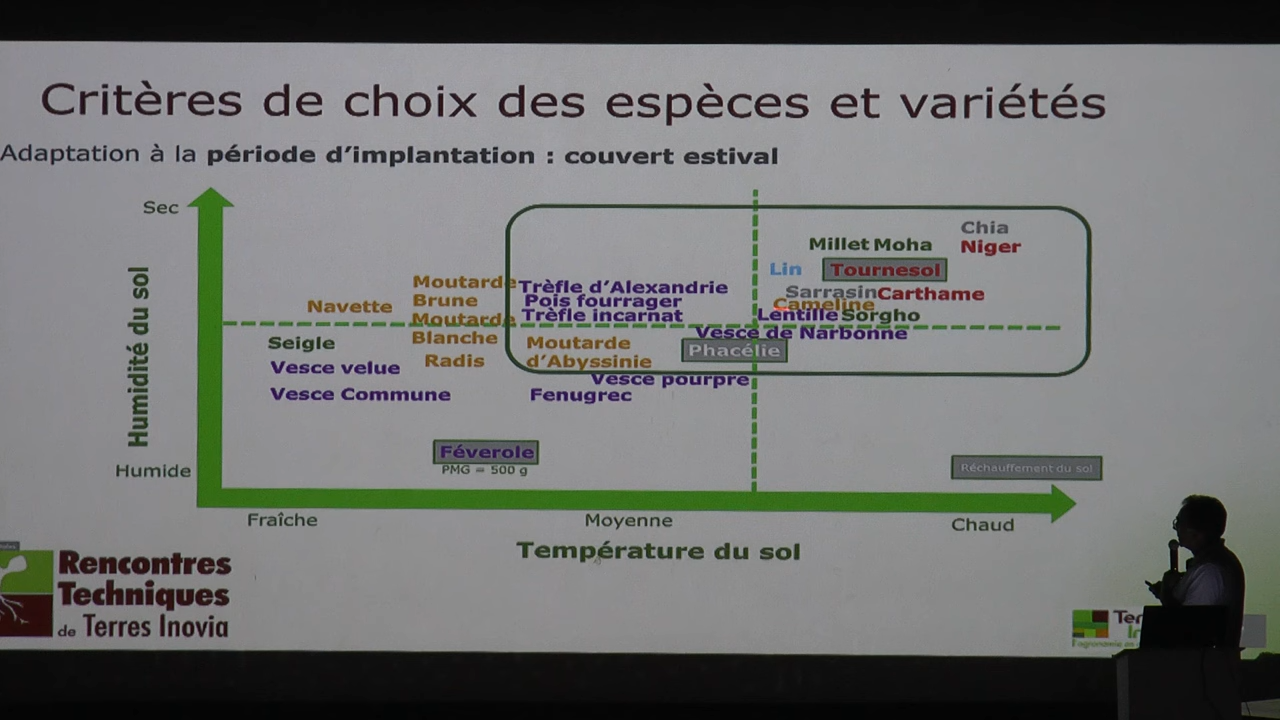 Critères de choix des espèces et variétés
Adaptation à la période d'implantation : couvert estival
Sec
Chia
Millet Moha
Niger
Lin
Tournesol
Moutarde
Trèfle d'Alexandrie
Sarrasin
Carthame
Navette
Brune
Pois fourrager
Cameline
Moutarde
Trèfle incarnat
Lentille
Sorgho
Vesce de Narbonne
Seigle
Blanche
Moutarde
Phacélie
Vesce velue
Radis
d'Abyssinie
Vesce pourpre
Vesce Commune
Fenugrec
Féverole
PMG = 500 g
Humidité du sol
Humide
Réchauffement du sol
Fraîche
Moyenne
Chaud
Température du sol
Rencontres
Techniques
de Terres Inovia
Ter
l'agronomie en